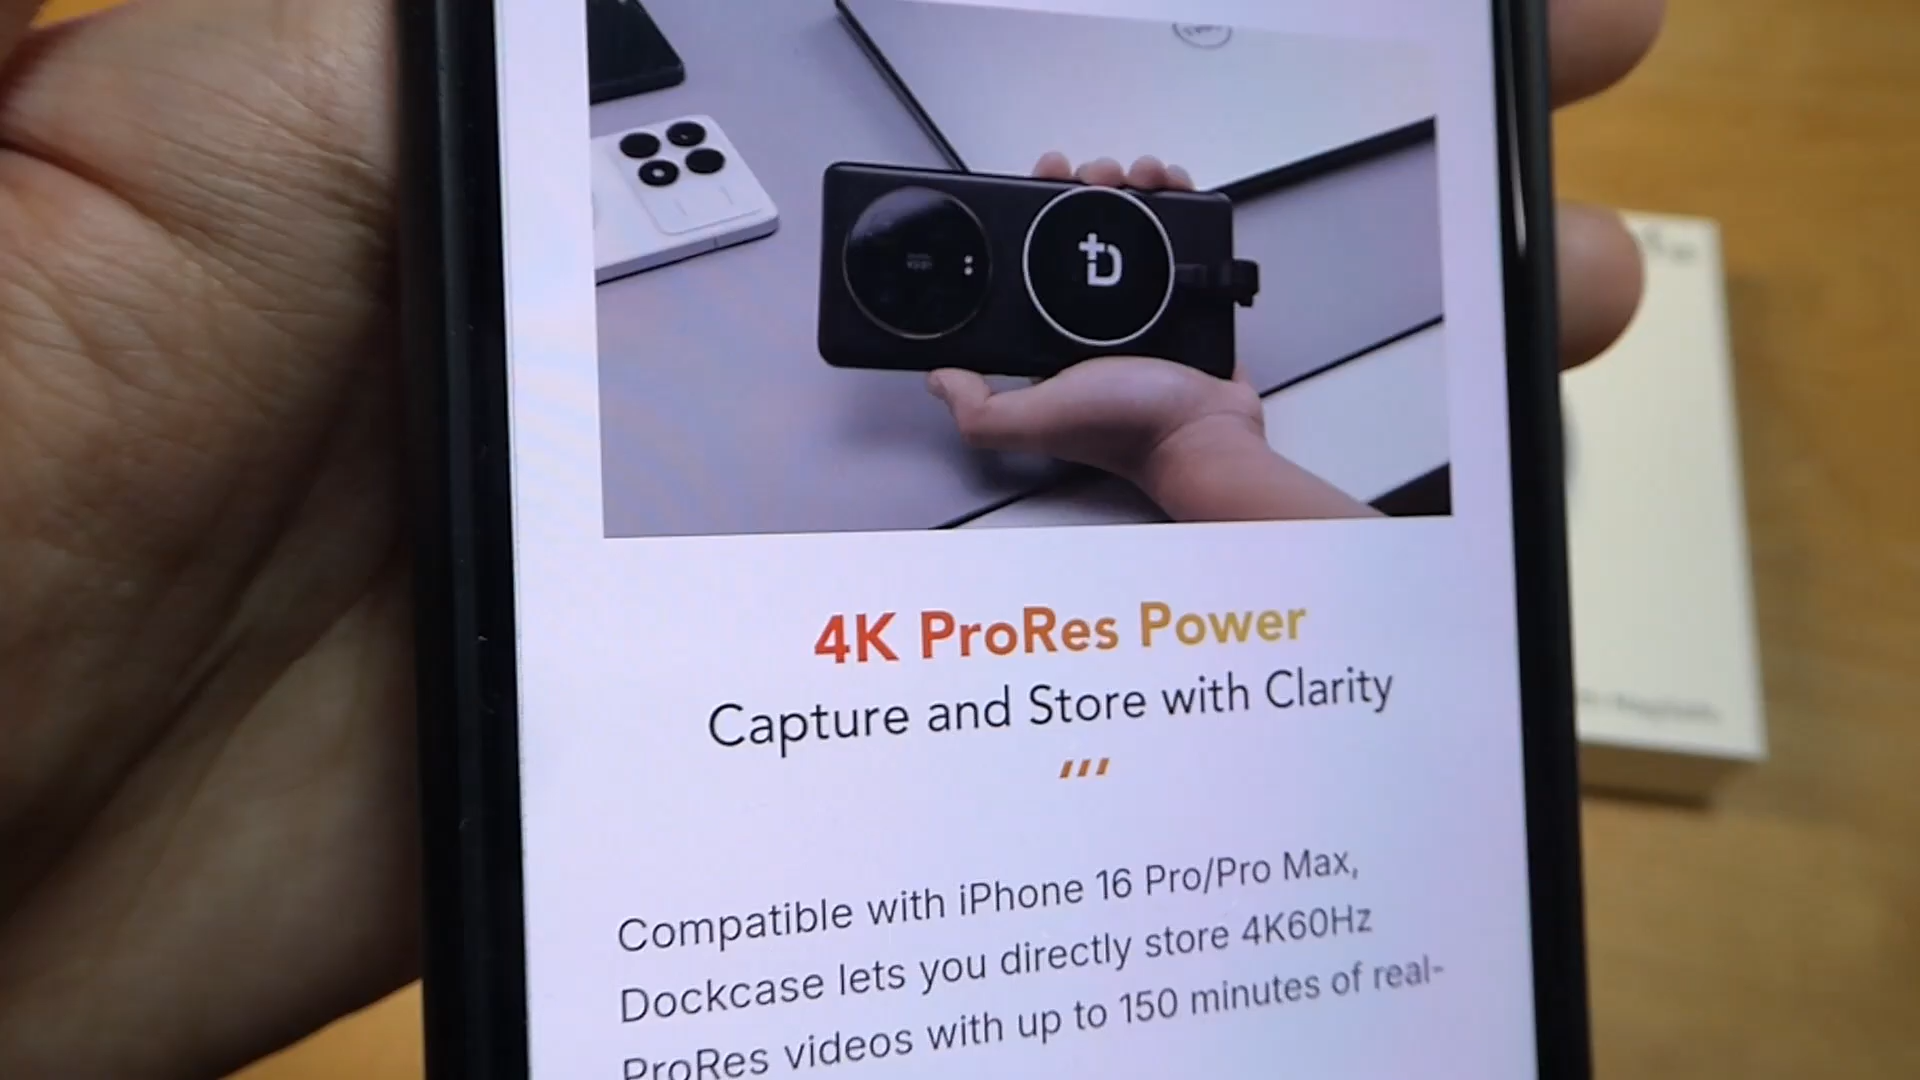 4K ProRes Power
Capture and Store with Clarity
Compatible with iPhone 16 Pro/Pro Max,
Dockcase lets you directly store 4K60Hz
ProRes videos with up to 150 minutes of real-